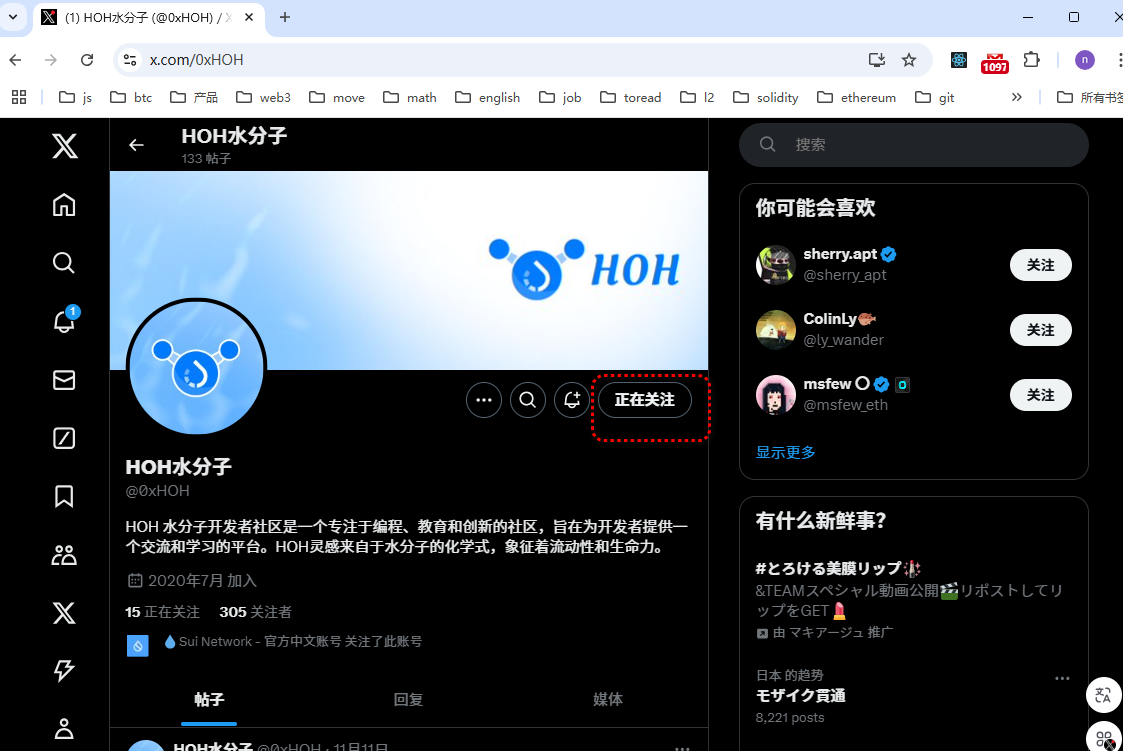 (1) HOH水分子 (@0xHOH) / X
x.com/0xHOH
1097
n
js
btc
产品
web3
move
math
english
job
toread
l2
solidity
ethereum
git
所有书签
HOH水分子
133 帖子
HOH
1
正在关注
HOH水分子
@0xHOH
HOH 水分子开发者社区是一个专注于编程、教育和创新的社区，旨在为开发者提供一
个交流和学习的平台。HOH灵感来自于水分子的化学式，象征着流动性和生命力。
2020年7月 加入
15 正在关注 305 关注者
Sui Network - 官方中文账号 关注了此账号
帖子
回复
媒体
HOH水分子 @0xHOH · 11月11日
搜索
你可能会喜欢
sherry.apt
@sherry_apt
关注
ColinLy🐡
@ly_wander
关注
msfew
@msfew_eth
关注
显示更多
有什么新鲜事？
#とろける美膜リップ💄
&TEAMスペシャル動画公開🎬リポストしてリ
ップをGET💄
由 マキアージュ 推广
日本 的趋势
モザイク貫通
8,221 posts